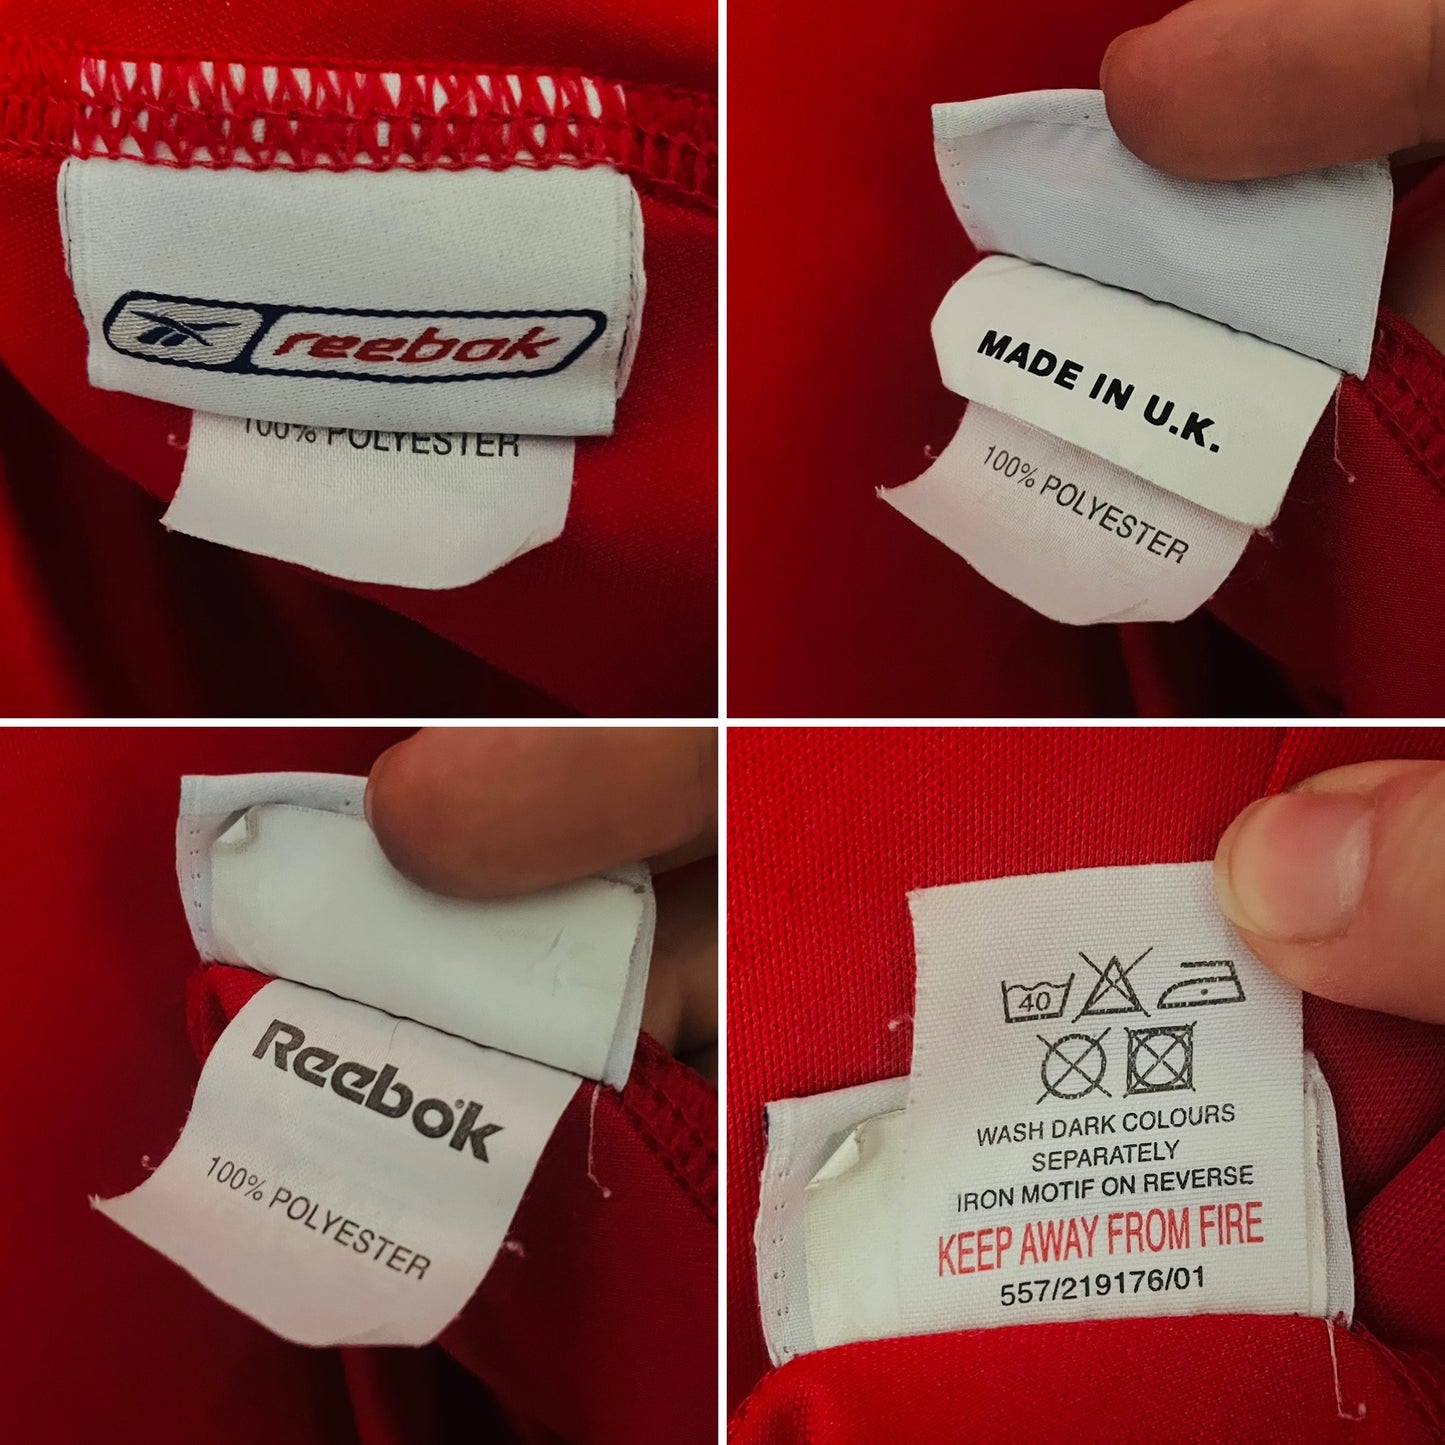 reebok
100% POLYESTER
MADE IN U.K.
100% POLYESTER
Reebok
100% POLYESTER
40
WASH DARK COLOURS
SEPARATELY
IRON MOTIF ON REVERSE
KEEP AWAY FROM FIRE
557/219176/01